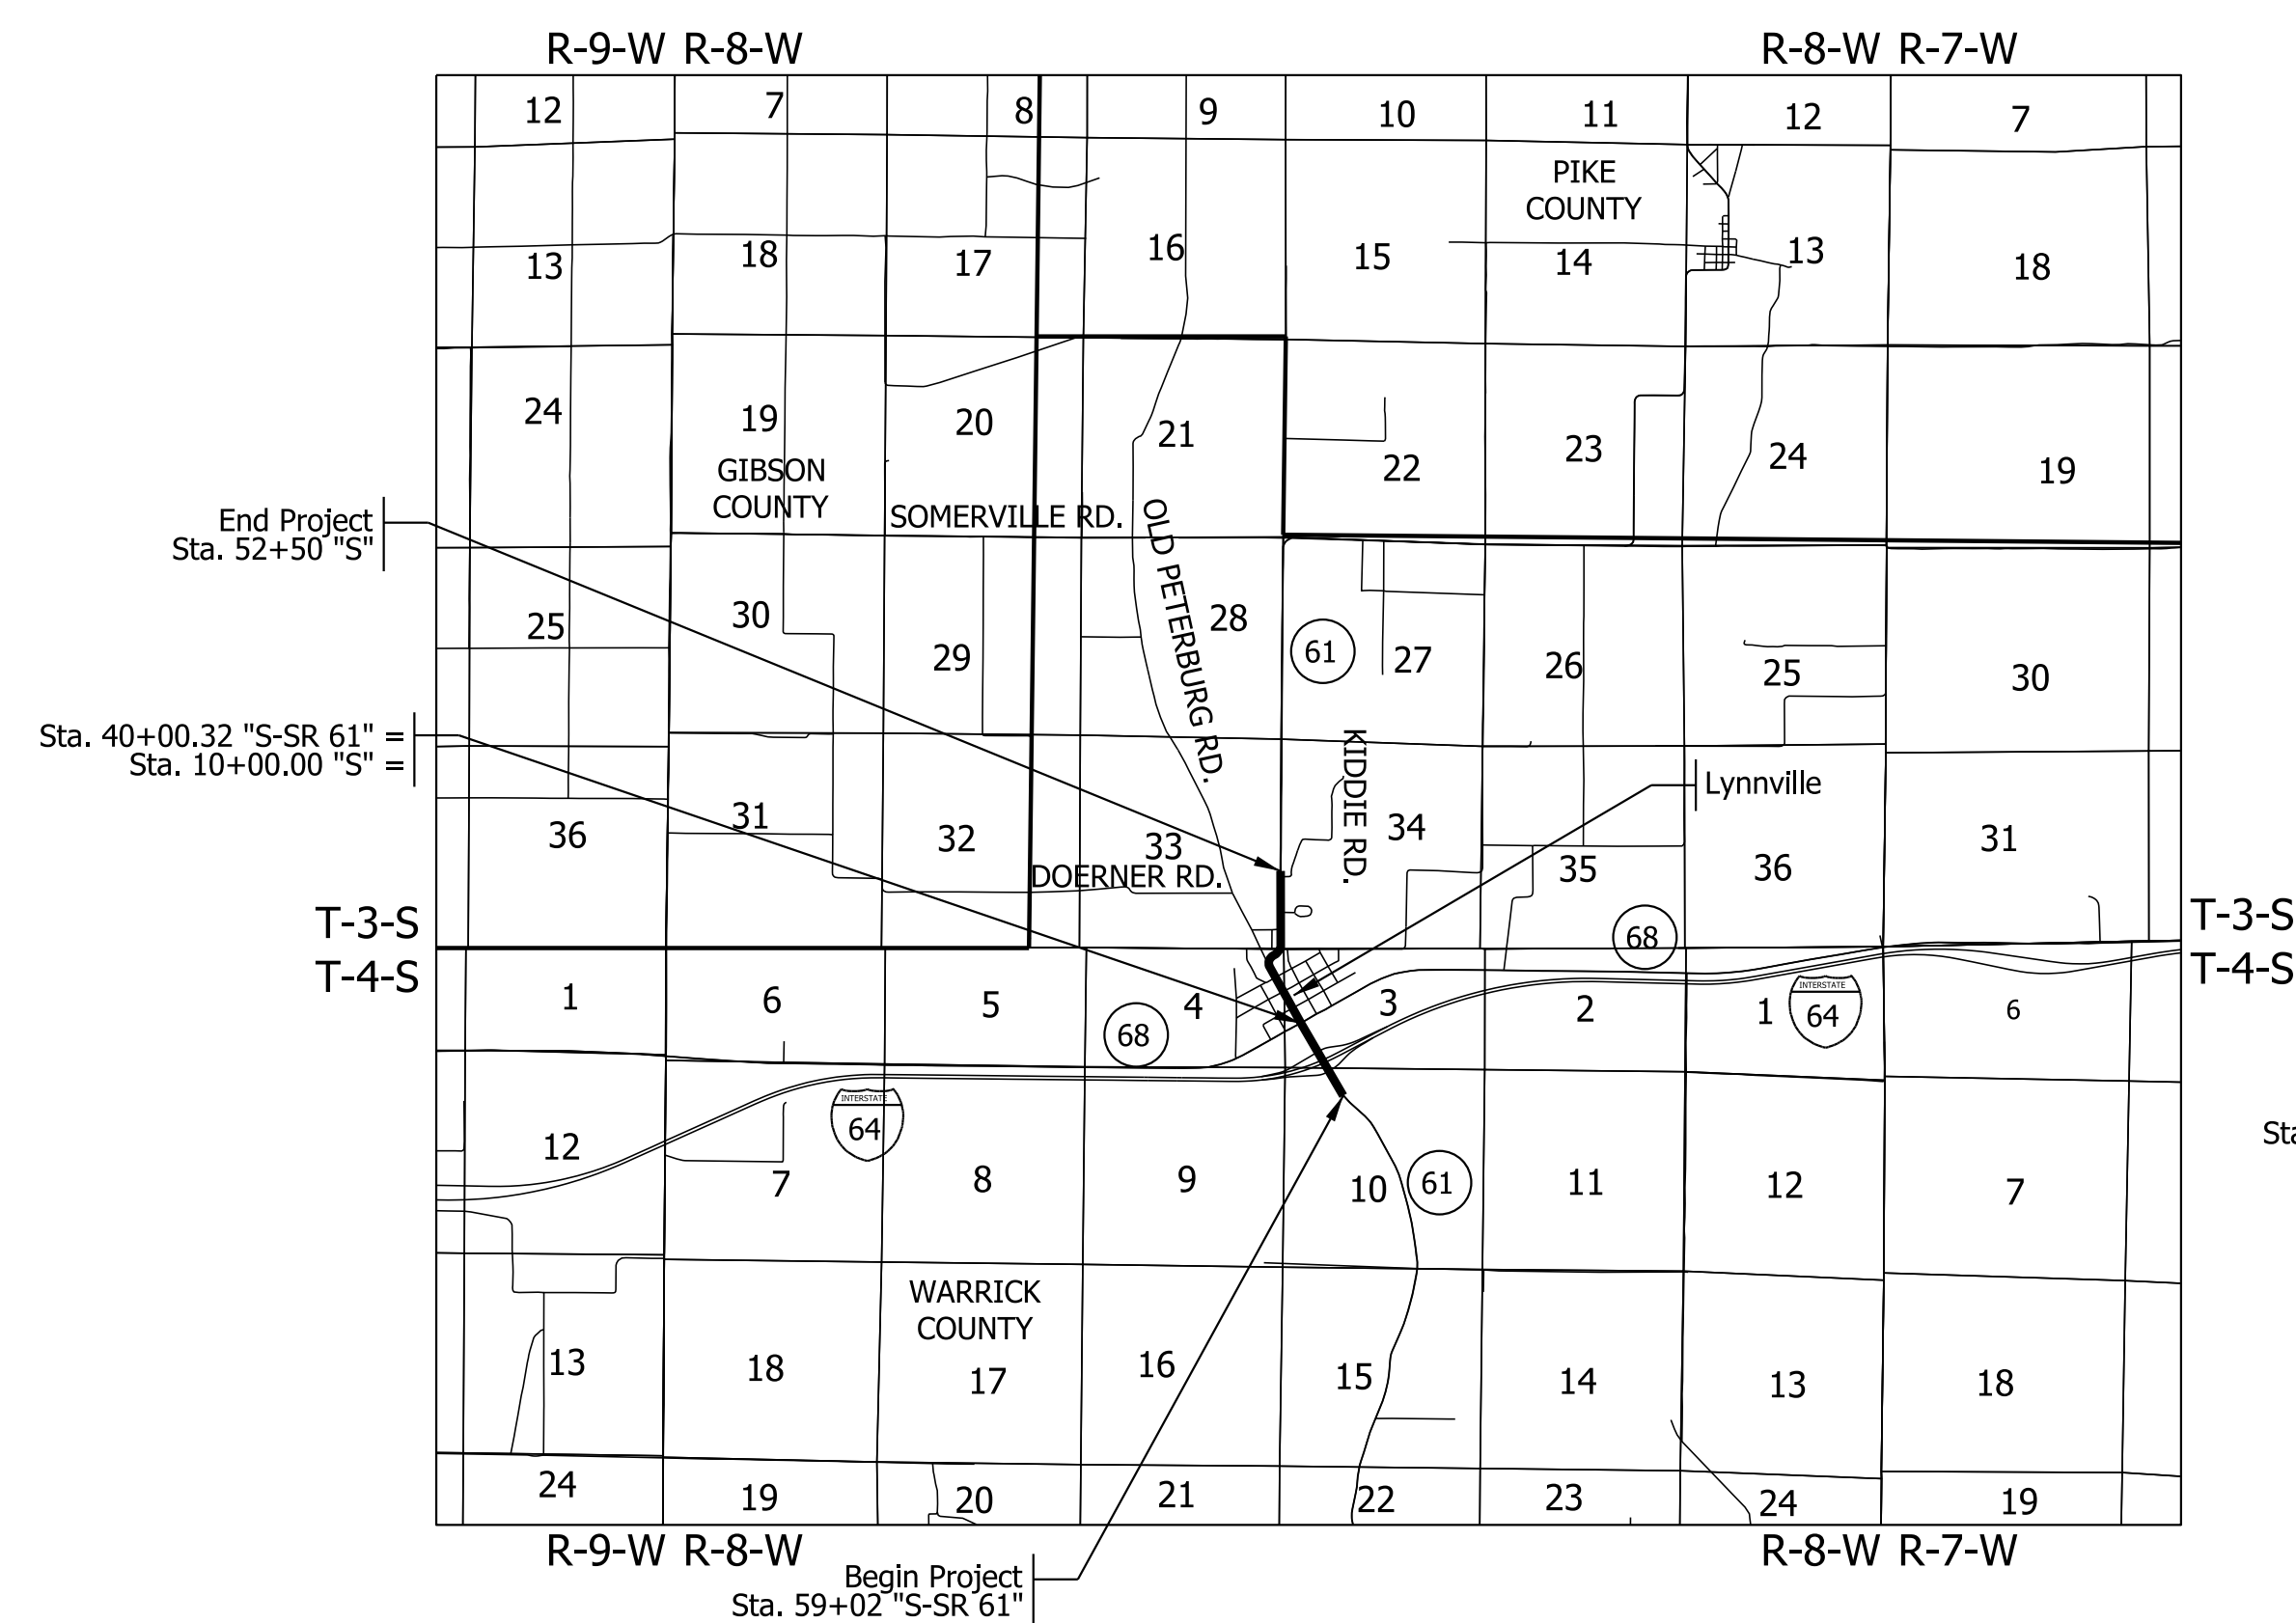 R-9-W R-8-W
R-8-W R-7-W
12
7
8
9
10
11
12
7
PIKE
COUNTY
13
18
17
16
15
14
13
18
24
19
20
21
22
23
24
19
GIBSON
COUNTY
SOMERVILLE RD.
OLD PETERBURG RD.
End Project
Sta. 52+50 "S"
25
30
29
28
61
27
26
25
30
Sta. 40+00.32 "S-SR 61" =
Sta. 10+00.00 "S" =
KIDDIE RD.
Lynnville
36
31
32
33
34
35
36
31
DOERNER RD.
T-3-S
T-4-S
68
T-3-S
T-4-S
1
6
5
4
68
3
2
1
INTERSTATE
64
6
INTERSTATE
64
Sta
12
7
8
9
10
61
11
12
7
WARRICK
COUNTY
13
18
17
16
15
14
13
18
24
19
20
21
22
23
24
19
R-9-W R-8-W
R-8-W R-7-W
Begin Project
Sta. 59+02 "S-SR 61"